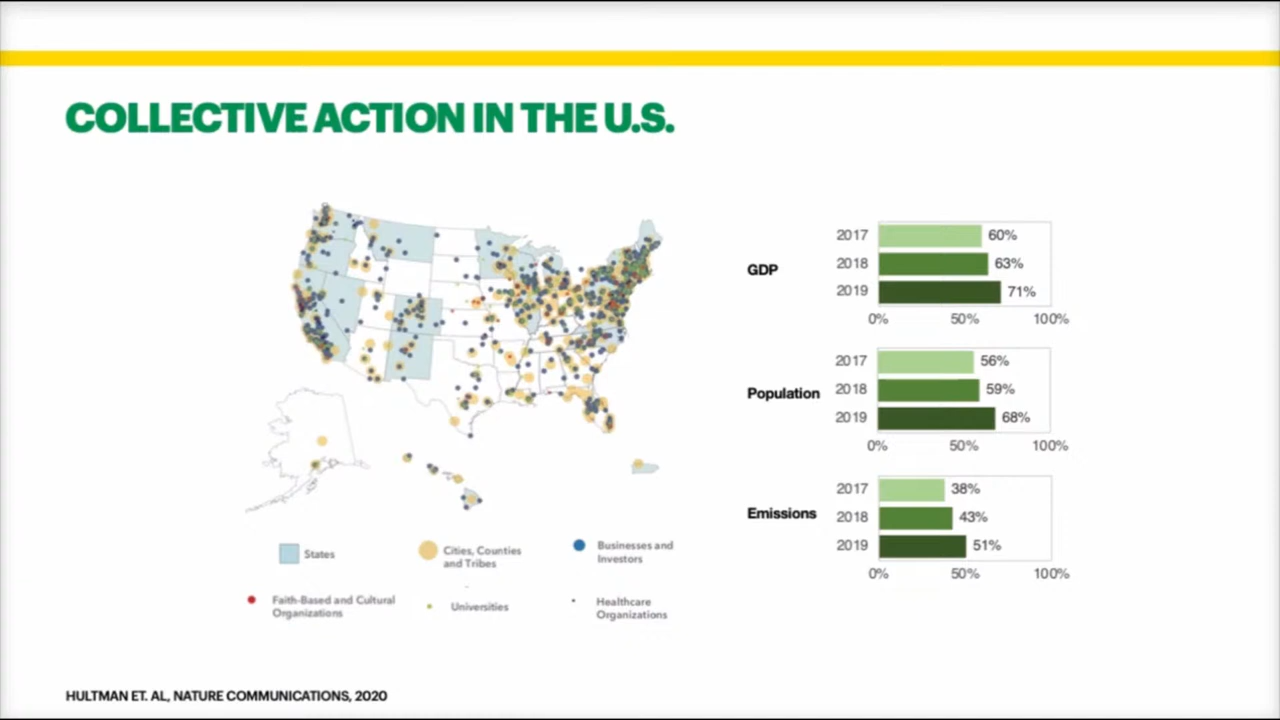 COLLECTIVE ACTION IN THE U.S.
GDP
2017 60%
2018 63%
2019 71%
0% 50% 100%
Population
2017 56%
2018 59%
2019 68%
0% 50% 100%
Emissions
2017 38%
2018 43%
2019 51%
0% 50% 100%
States
Cities, Counties
and Tribes
Businesses and
Investors
Faith-Based and Cultural
Organizations
Universities
Healthcare
Organizations
HULTMAN ET. AL, NATURE COMMUNICATIONS, 2020